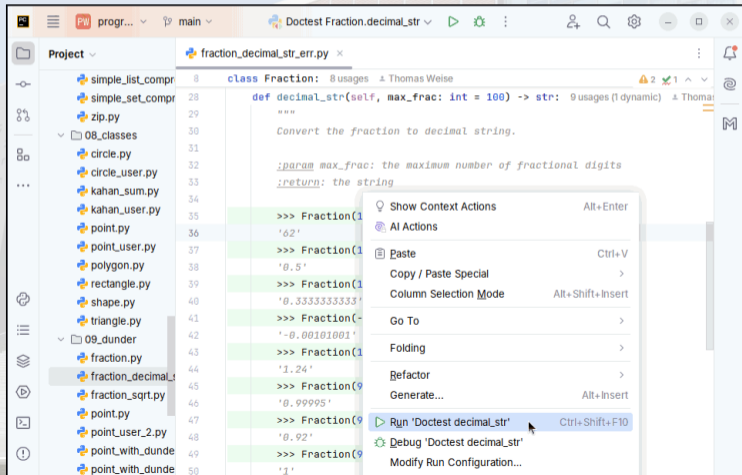 PC
PW progr...
main
Doctest Fraction.decimal_str
Project
fraction_decimal_str_err.py
simple_list_compr
simple_set_compr
zip.py
08_classes
circle.py
circle_user.py
kahan_sum.py
kahan_user.py
point.py
point_user.py
polygon.py
rectangle.py
shape.py
triangle.py
09_dunder
fraction.py
fraction_decimal_s
fraction_sqrt.py
point.py
point_user_2.py
point_with_dunde
point_with_dunde
8 class Fraction: 8 usages Thomas Weise 2 1
28 def decimal_str(self, max_frac: int = 100) -> str: 9 usages (1 dynamic) Thomas
29 """
30 Convert the fraction to decimal string.
31
32 :param max_frac: the maximum number of fractional digits
33 :return: the string
34
35 >>> Fraction(1
36 '62'
37 >>> Fraction(1
38 '0.5'
39 >>> Fraction(1
40 '0.3333333333'
41 >>> Fraction(-
42 '-0.00101001'
43 >>> Fraction(1
44 '1.24'
45 >>> Fraction(9
46 '0.99995'
47 >>> Fraction(9
48 '0.92'
49 >>> Fraction(9
50 '1'
Show Context Actions Alt+Enter
AI Actions
Paste Ctrl+V
Copy / Paste Special
Column Selection Mode Alt+Shift+Insert
Go To
Folding
Refactor
Generate... Alt+Insert
Run 'Doctest decimal_str' Ctrl+Shift+F10
Debug 'Doctest decimal_str'
Modify Run Configuration...